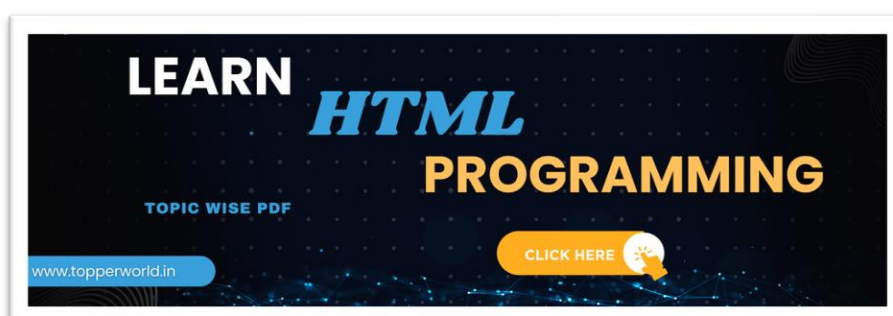 LEARN
HTML
PROGRAMMING
TOPIC WISE PDF
CLICK HERE
www.topperworld.in